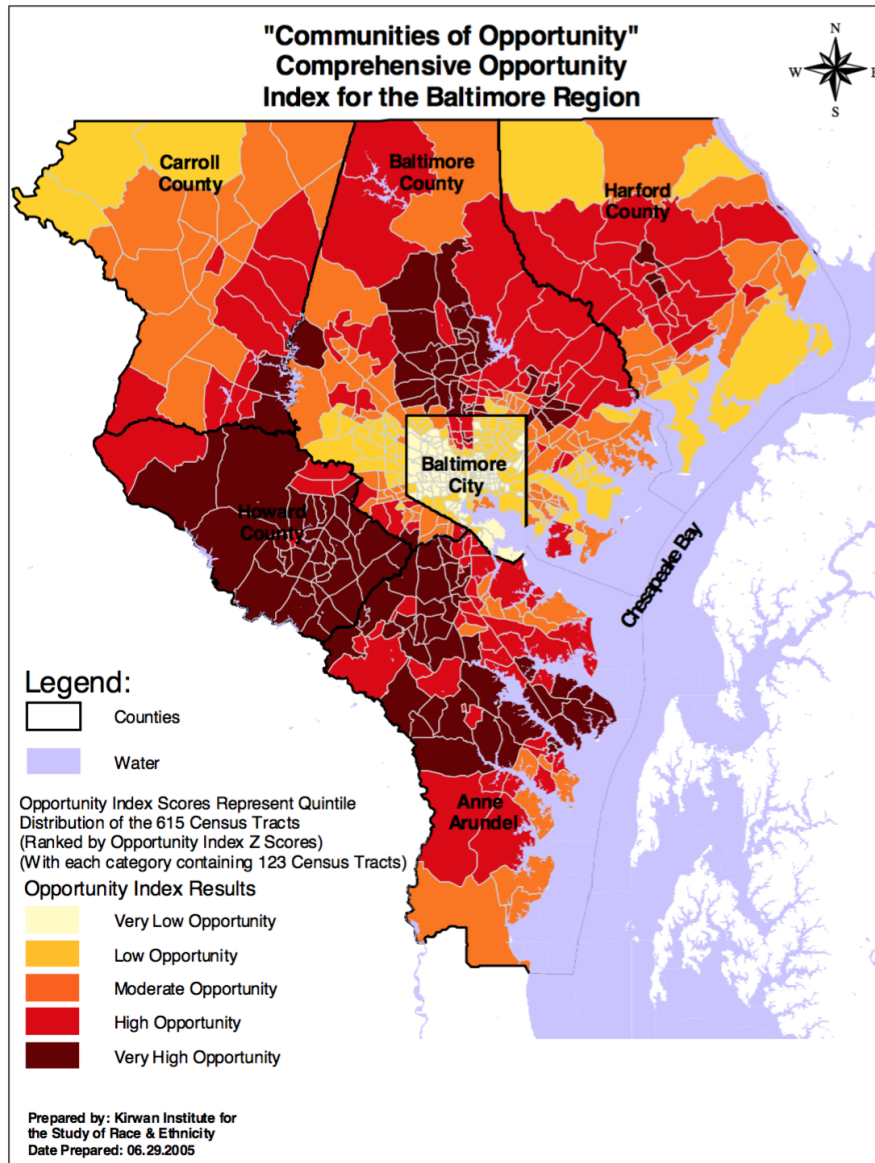 "Communities of Opportunity"
Comprehensive Opportunity
Index for the Baltimore Region
N
W
E
S
Carroll
County
Baltimore
County
Harford
County
Baltimore
City
Howard
County
Chesapeake Bay
Anne
Arundel
Legend:
Counties
Water
Opportunity Index Scores Represent Quintile
Distribution of the 615 Census Tracts
(Ranked by Opportunity Index Z Scores)
(With each category containing 123 Census Tracts)
Opportunity Index Results
Very Low Opportunity
Low Opportunity
Moderate Opportunity
High Opportunity
Very High Opportunity
Prepared by: Kirwan Institute for
the Study of Race & Ethnicity
Date Prepared: 06.29.2005